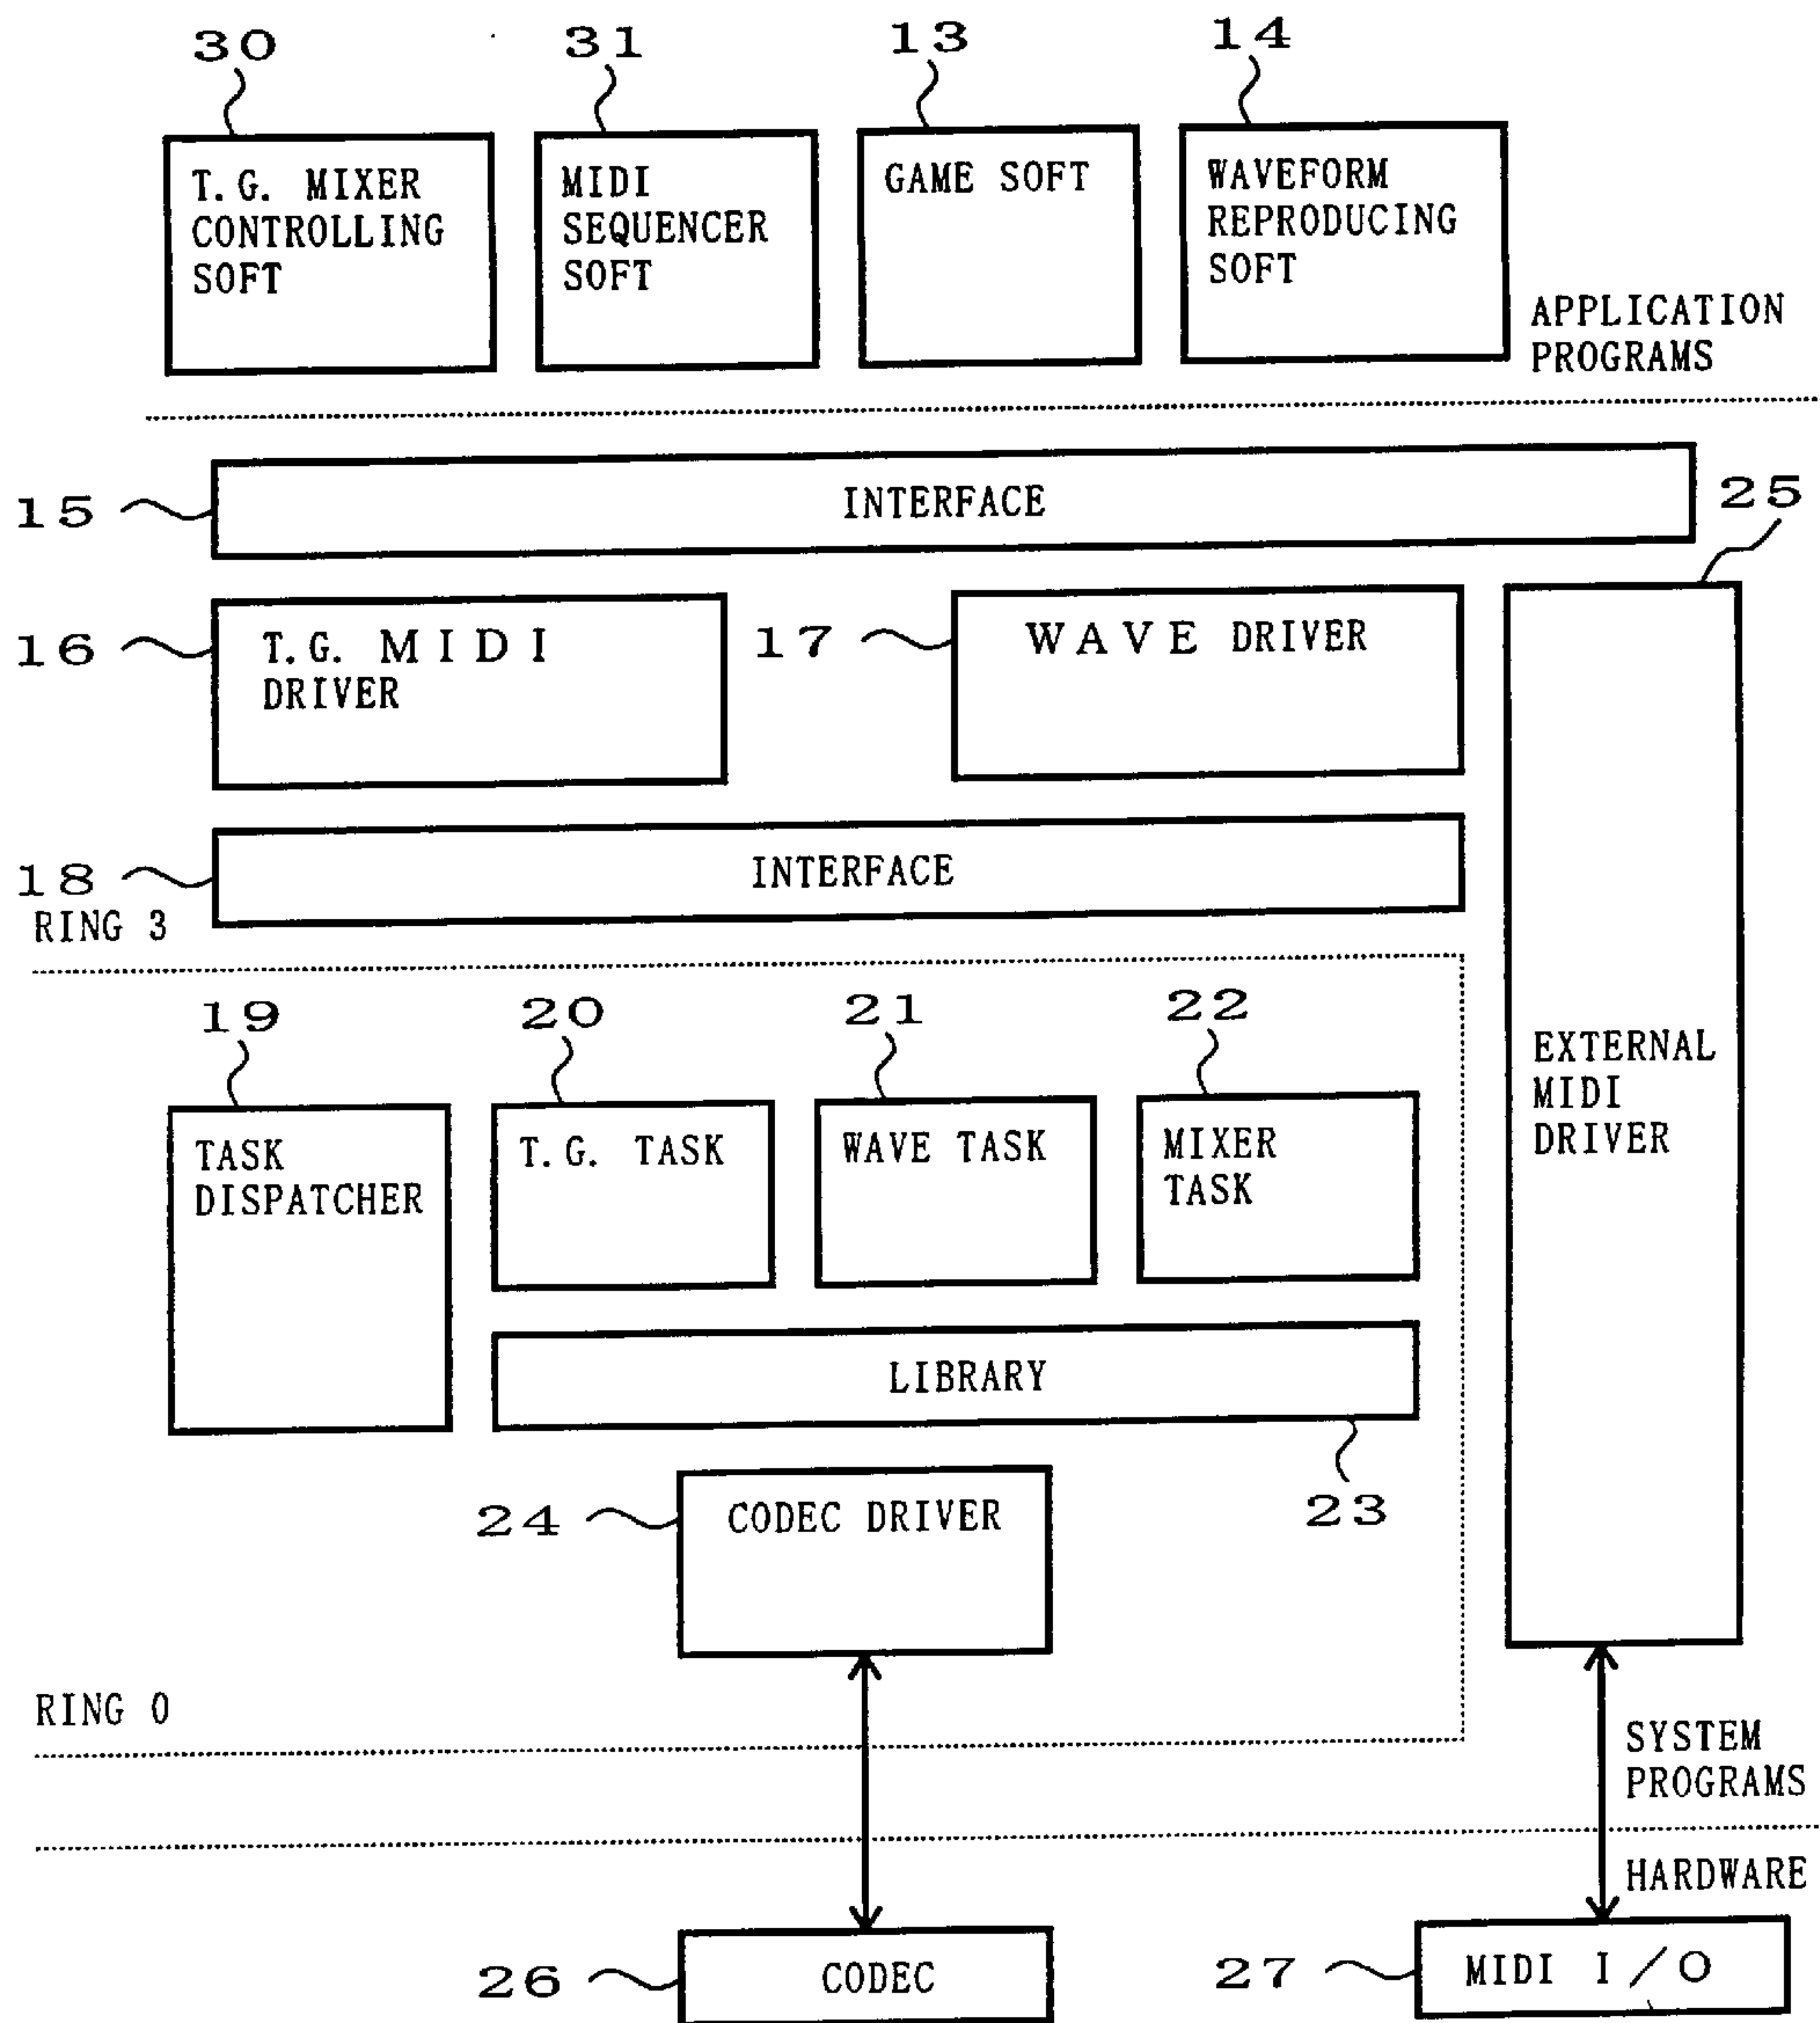 30
31
13
14
T.G. MIXER
CONTROLLING
SOFT
MIDI
SEQUENCER
SOFT
GAME SOFT
WAVEFORM
REPRODUCING
SOFT
APPLICATION
PROGRAMS
15
INTERFACE
25
16
T.G. MIDI
DRIVER
17
WAVE DRIVER
18
INTERFACE
RING 3
19
20
21
22
TASK
DISPATCHER
T.G. TASK
WAVE TASK
MIXER
TASK
EXTERNAL
MIDI
DRIVER
LIBRARY
23
24
CODEC DRIVER
RING 0
SYSTEM
PROGRAMS
HARDWARE
26
CODEC
27
MIDI I/O